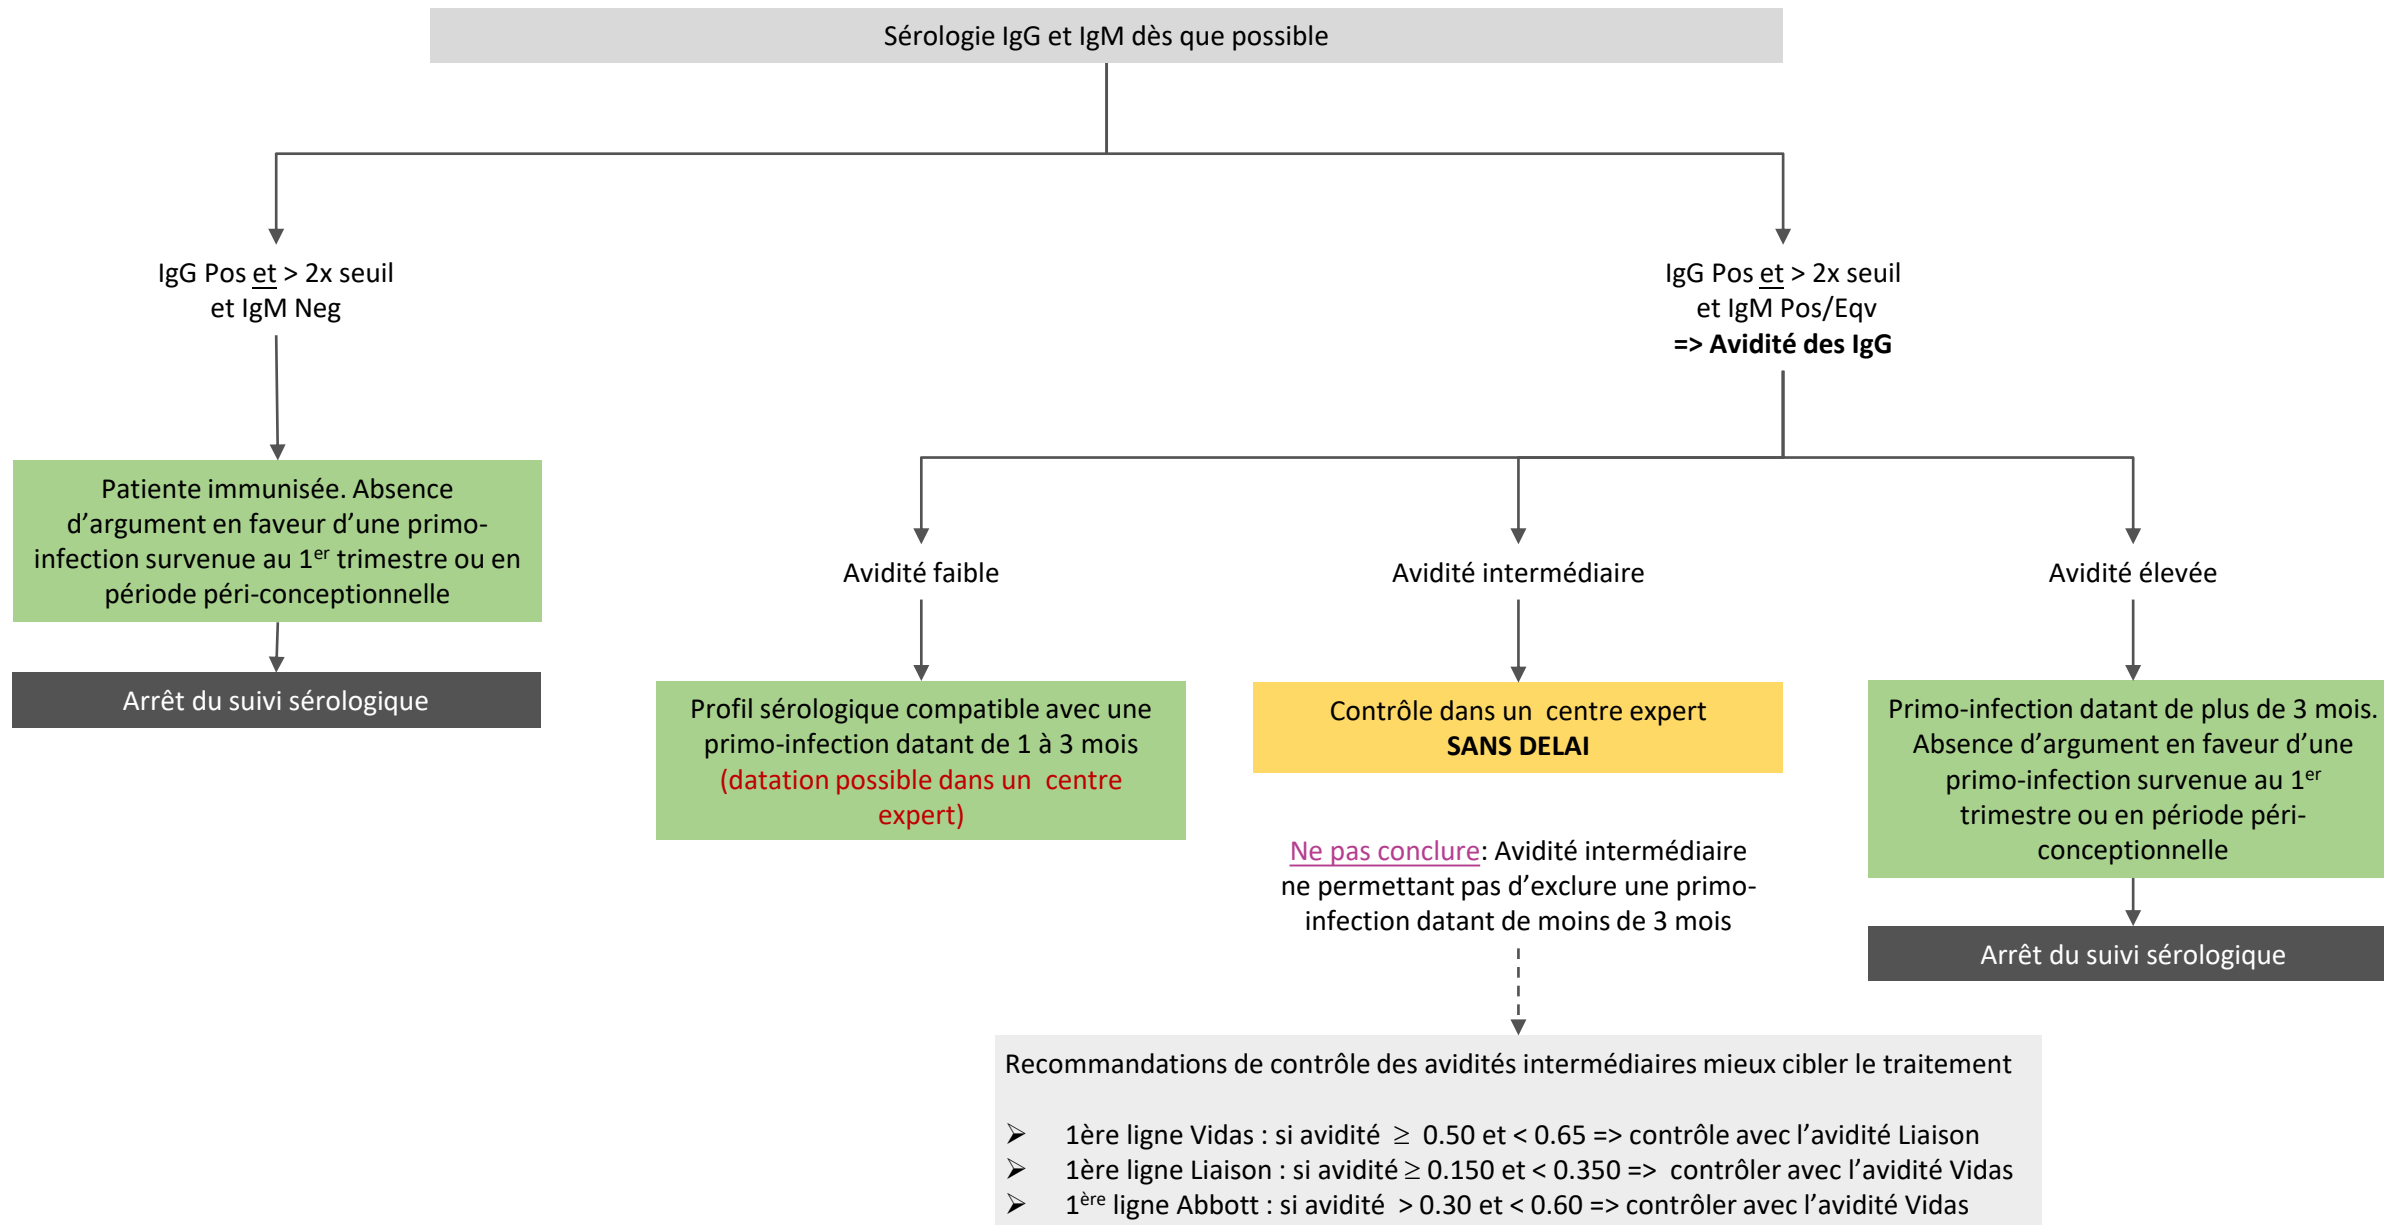 Sérologie IgG et IgM dès que possible
IgG Pos et > 2x seuil
et IgM Neg
IgG Pos et > 2x seuil
et IgM Pos/Eqv
=> Avidité des IgG
Patiente immunisée. Absence
d’argument en faveur d’une primo-
infection survenue au 1er trimestre ou en
période péri-conceptionnelle
Arrêt du suivi sérologique
Avidité faible
Avidité intermédiaire
Avidité élevée
Profil sérologique compatible avec une
primo-infection datant de 1 à 3 mois
(datation possible dans un centre
expert)
Contrôle dans un centre expert
SANS DELAI
Ne pas conclure: Avidité intermédiaire
ne permettant pas d’exclure une primo-
infection datant de moins de 3 mois
Primo-infection datant de plus de 3 mois.
Absence d’argument en faveur d’une
primo-infection survenue au 1er
trimestre ou en période péri-
conceptionnelle
Arrêt du suivi sérologique
Recommandations de contrôle des avidités intermédiaires mieux cibler le traitement
➢ 1ère ligne Vidas : si avidité ≥ 0.50 et < 0.65 => contrôle avec l’avidité Liaison
➢ 1ère ligne Liaison : si avidité ≥ 0.150 et < 0.350 => contrôler avec l’avidité Vidas
➢ 1ère ligne Abbott : si avidité > 0.30 et < 0.60 => contrôler avec l’avidité Vidas